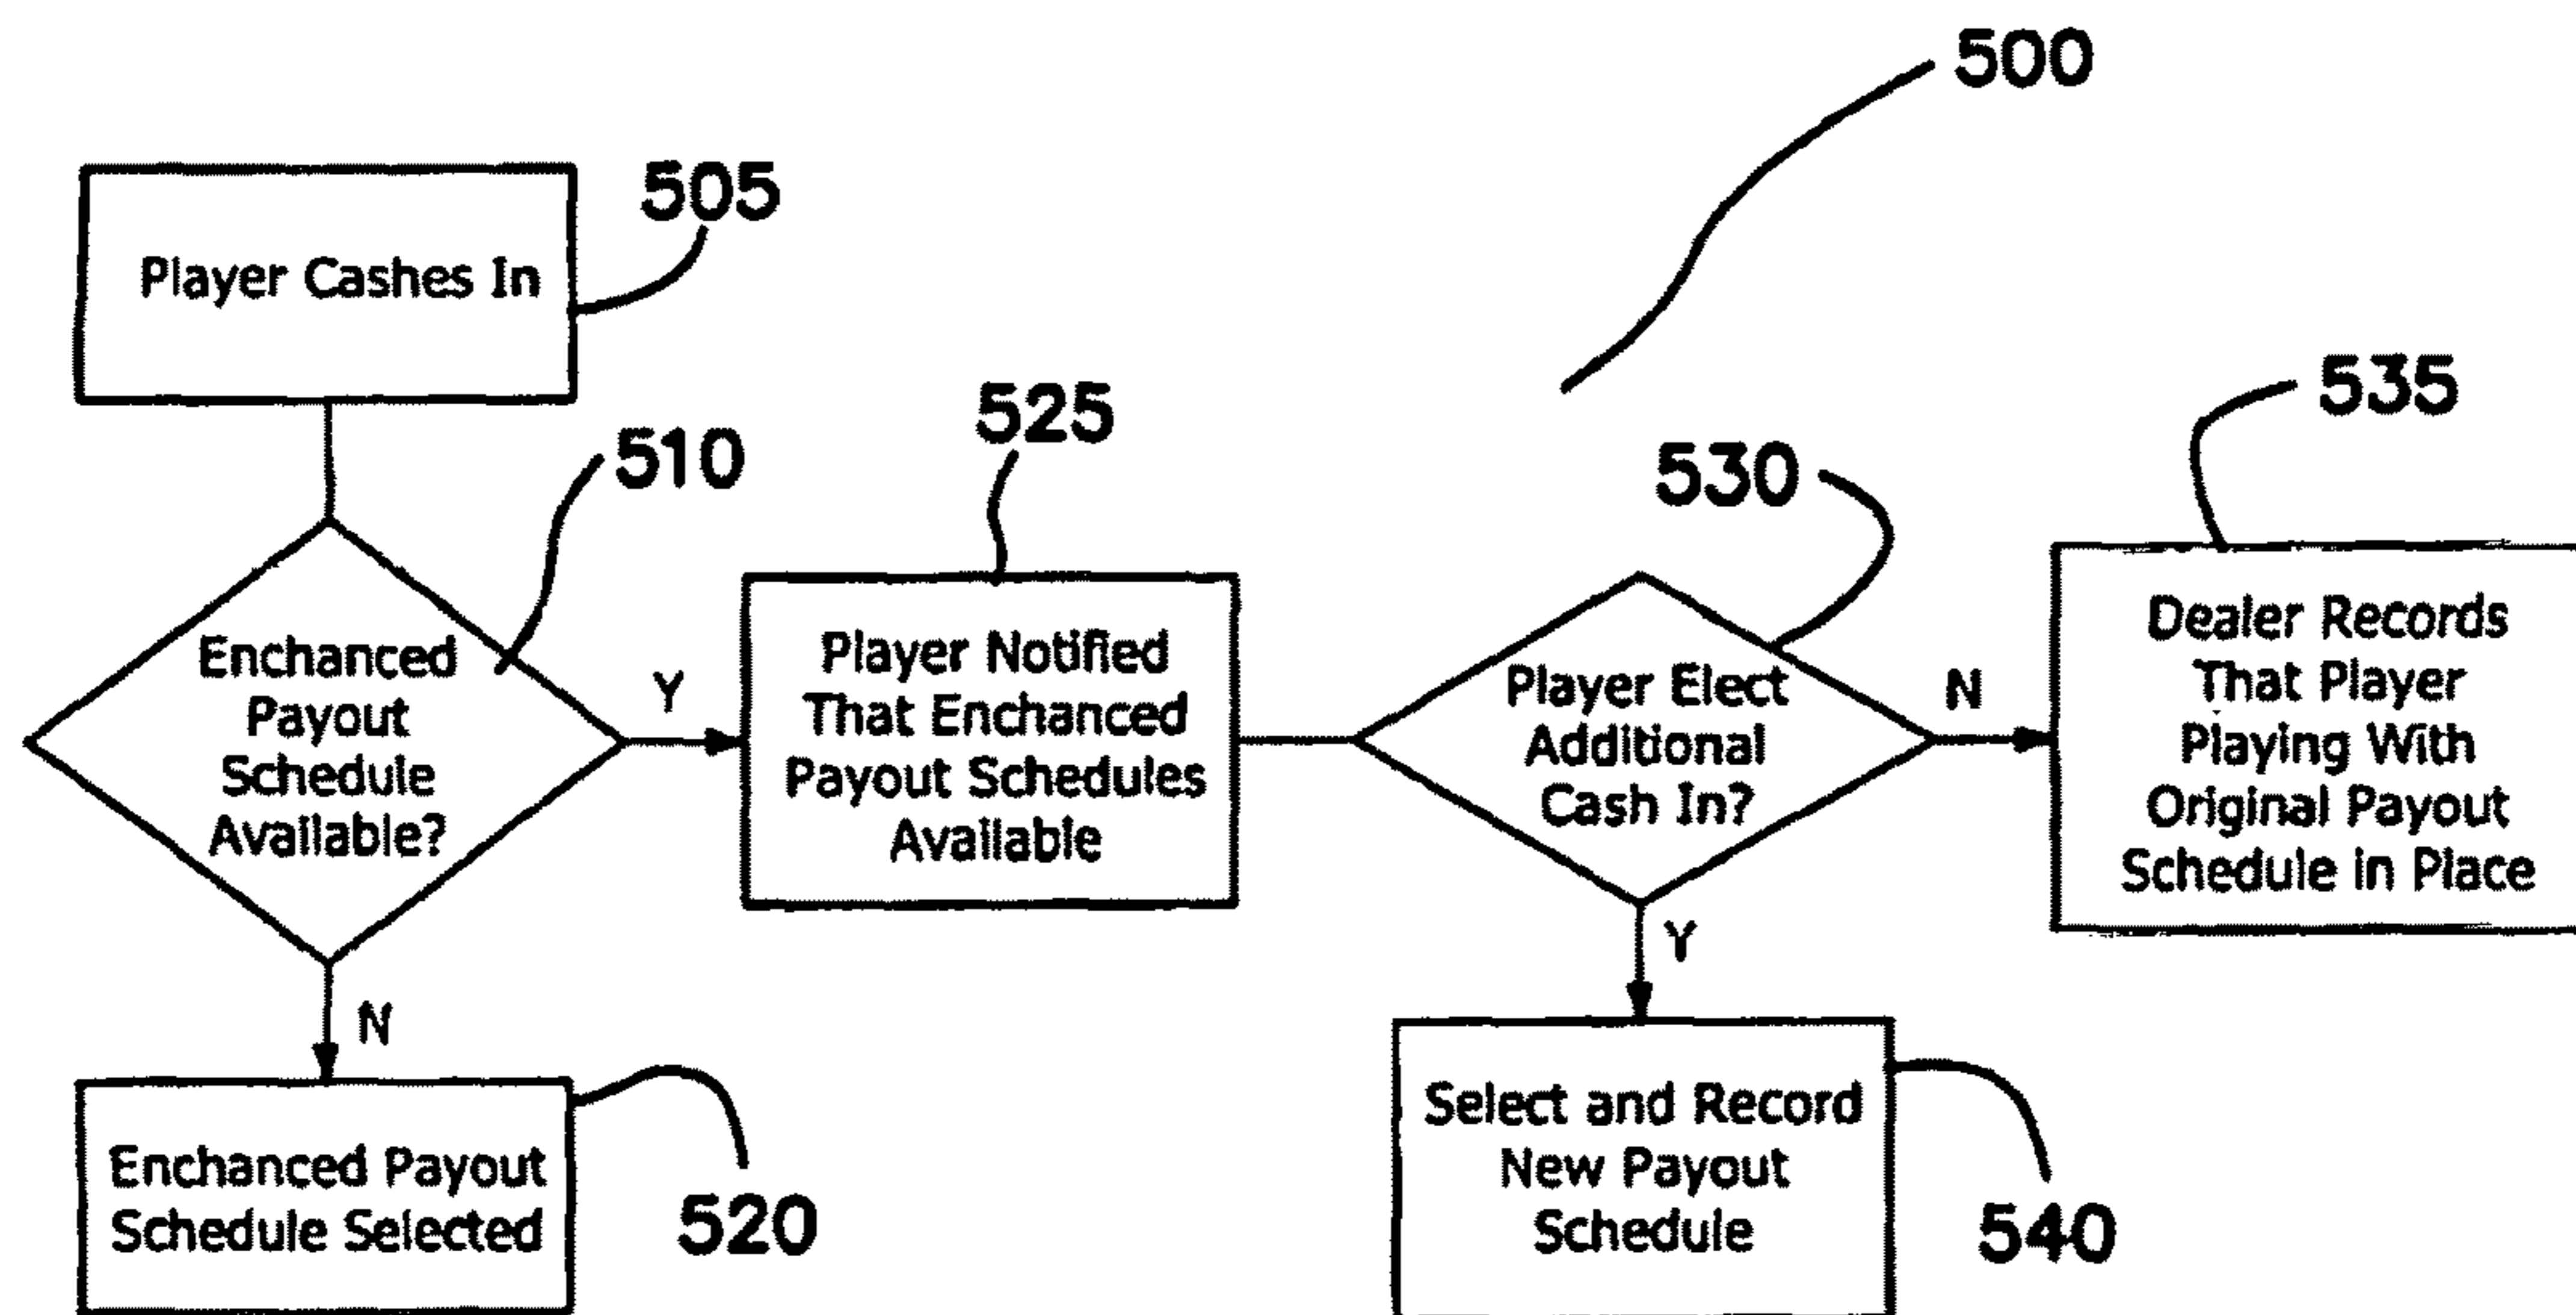 500
505
Player Cashes In
510
Enchanced
Payout
Schedule
Available?
Y
N
525
Player Notified
That Enchanced
Payout Schedules
Available
530
Player Elect
Additional
Cash In?
N
Y
535
Dealer Records
That Player
Playing With
Original Payout
Schedule in Place
Enchanced Payout
Schedule Selected
520
Select and Record
New Payout
Schedule
540